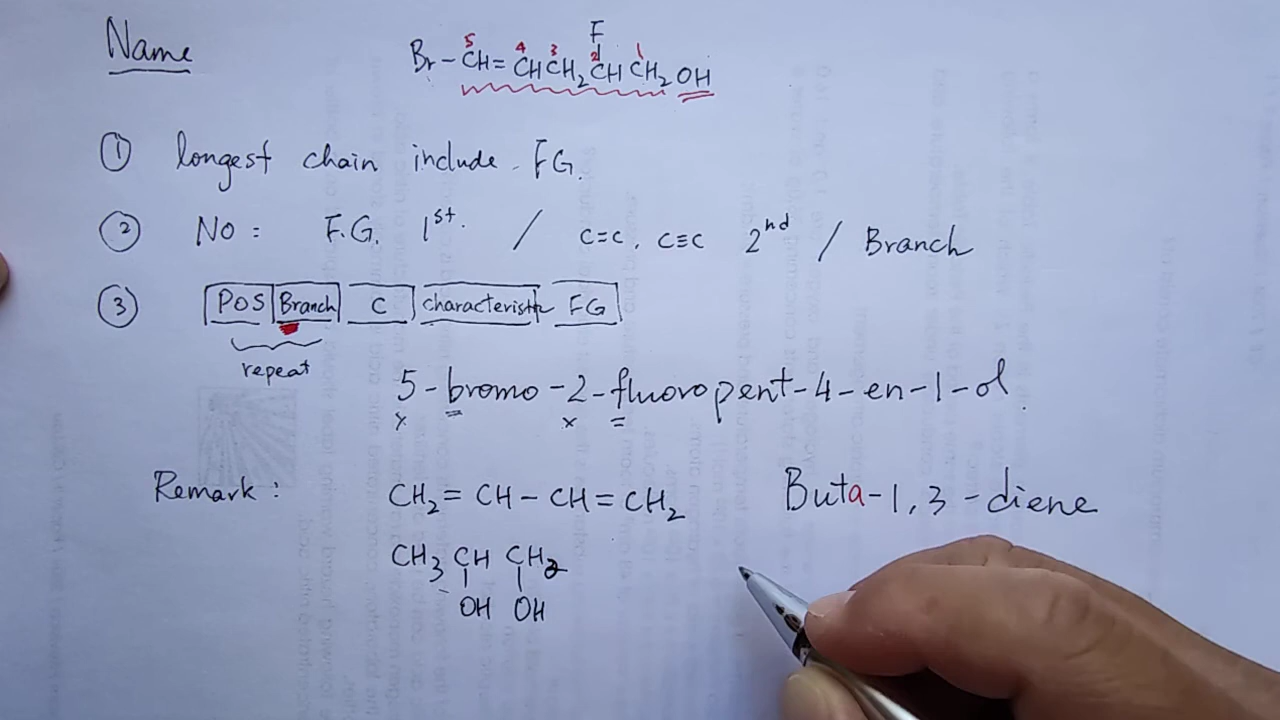 Name
F
5 4 3 2 1
Br-CH=CHCH₂CHCH₂OH
① longest chain include FG.
② No: F.G. 1st. / C=C, C≡C 2nd / Branch
③ POS Branch C characteristic FG
repeat
5-bromo-2-fluoropent-4-en-1-ol.
x x
Remark: CH₂=CH-CH=CH₂ Buta-1,3-diene
CH₃CH CH₂
OH OH